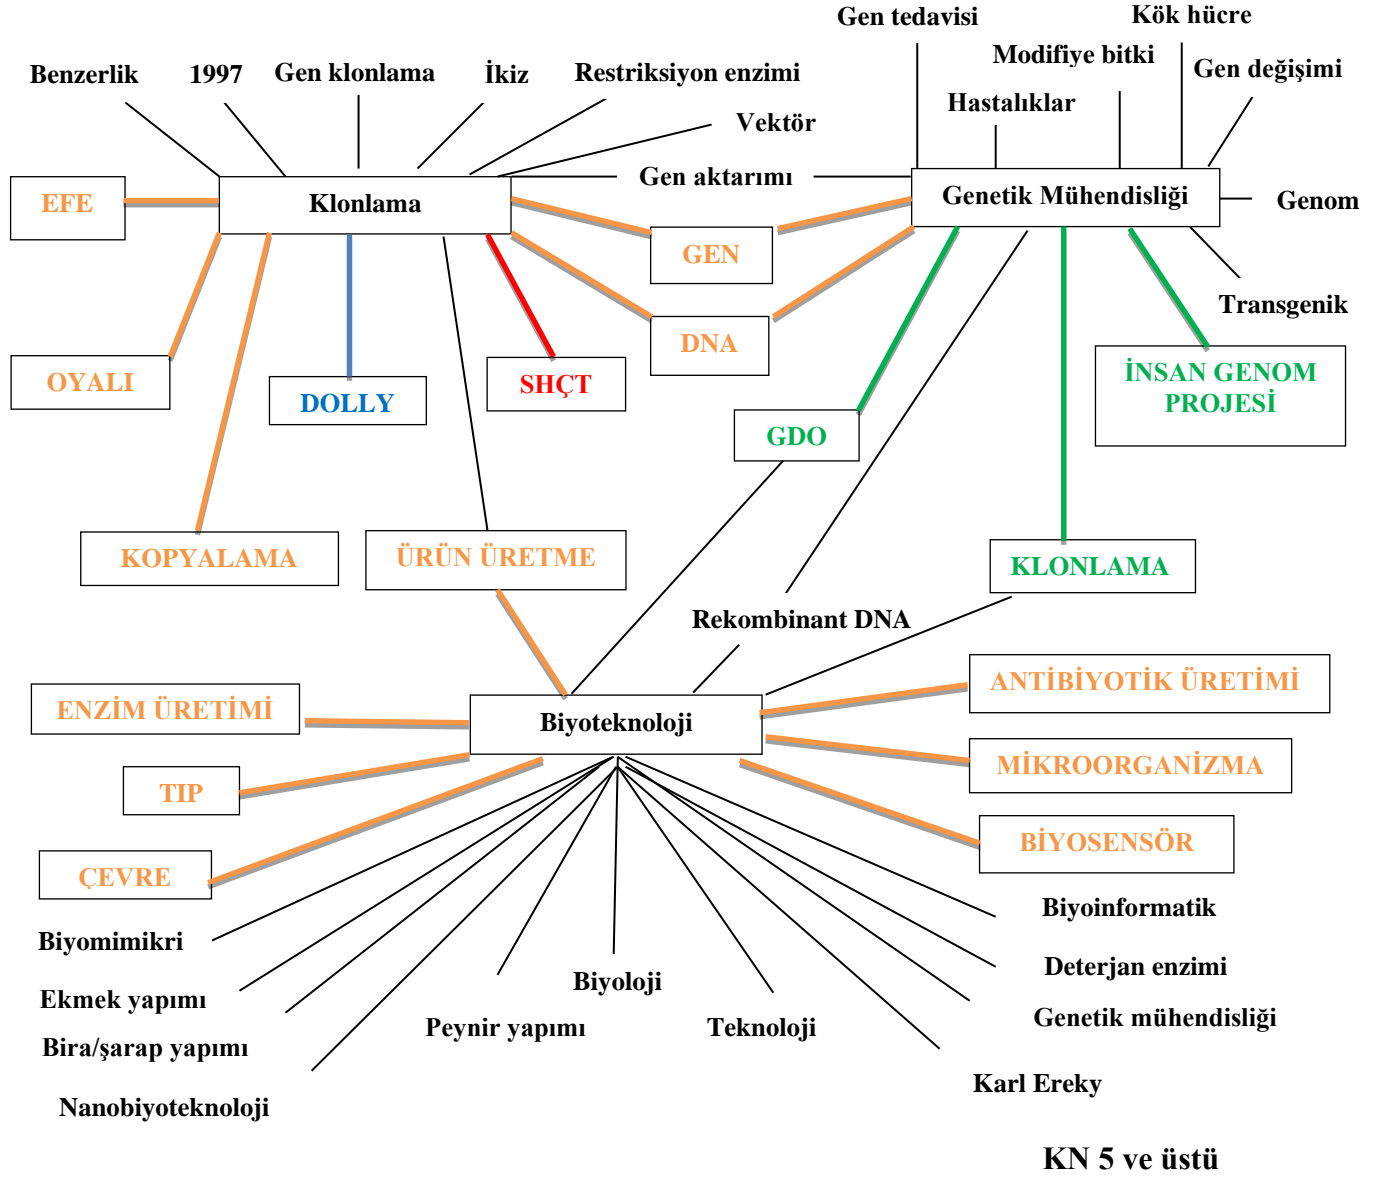 Gen tedavisi
Kök hücre
Modifiye bitki
Benzerlik
1997
Gen klonlama
İkiz
Restriksiyon enzimi
Gen değişimi
Hastalıklar
Vektör
Gen aktarımı
EFE
Klonlama
Genetik Mühendisliği
Genom
GEN
Transgenik
DNA
OYALI
DOLLY
SHÇT
İNSAN GENOM
PROJESİ
GDO
KOPYALAMA
ÜRÜN ÜRETME
KLONLAMA
Rekombinant DNA
ENZİM ÜRETİMİ
Biyoteknoloji
ANTİBİYOTİK ÜRETİMİ
TIP
MİKROORGANİZMA
BİYOSENSÖR
ÇEVRE
Biyoinformatik
Biyomimikri
Deterjan enzimi
Biyoloji
Ekmek yapımı
Genetik mühendisliği
Peynir yapımı
Teknoloji
Bira/şarap yapımı
Karl Ereky
Nanobiyoteknoloji
KN 5 ve üstü